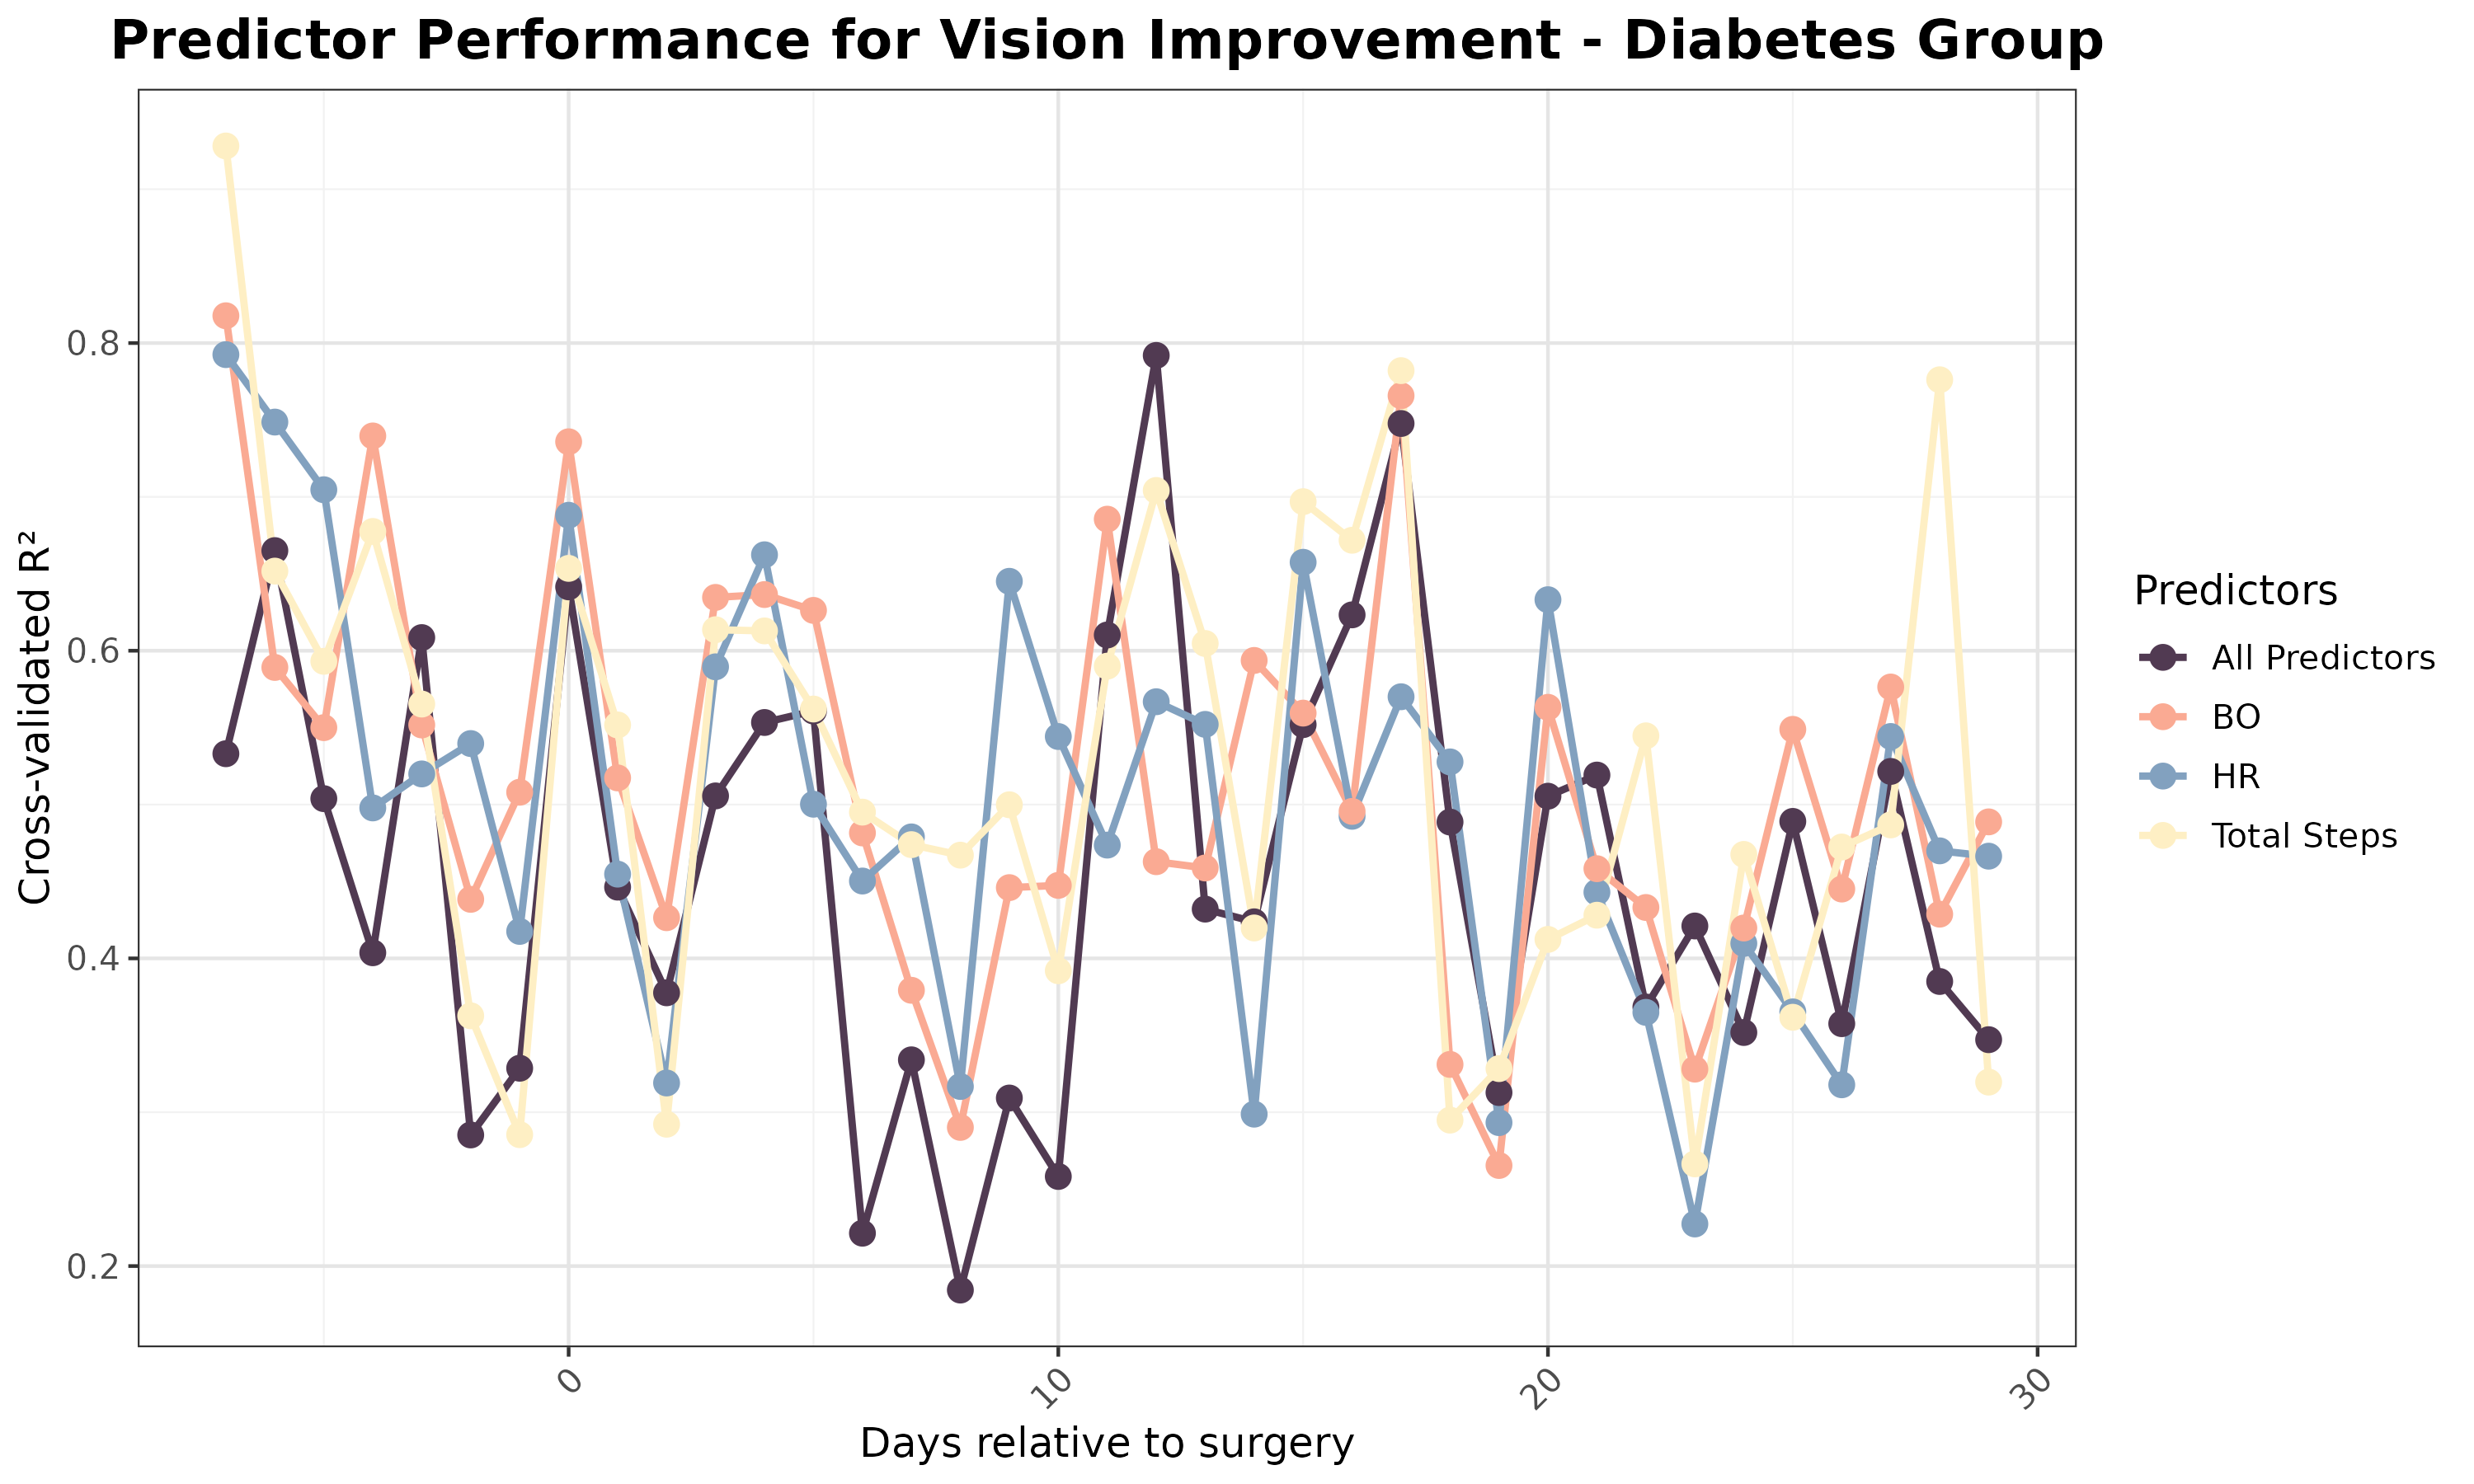 Predictor Performance for Vision Improvement - Diabetes Group
Cross-validated R²
0.8
0.6
0.4
0.2
0
10
20
30
Days relative to surgery
Predictors
All Predictors
BO
HR
Total Steps